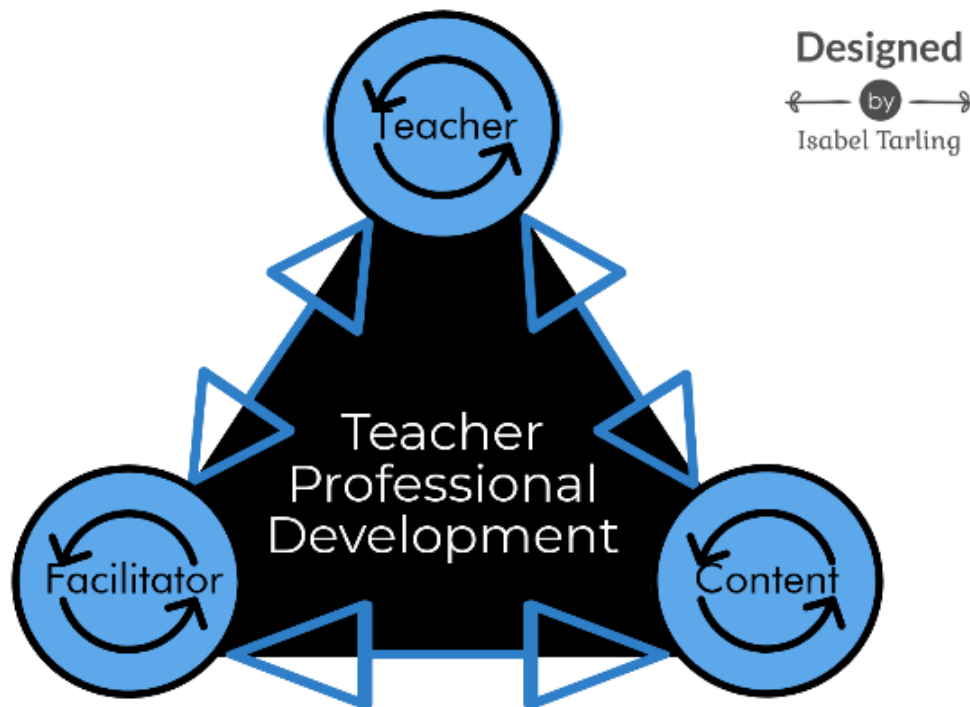 Designed
by
Isabel Tarling
Teacher
Teacher
Professional
Development
Facilitator
Content